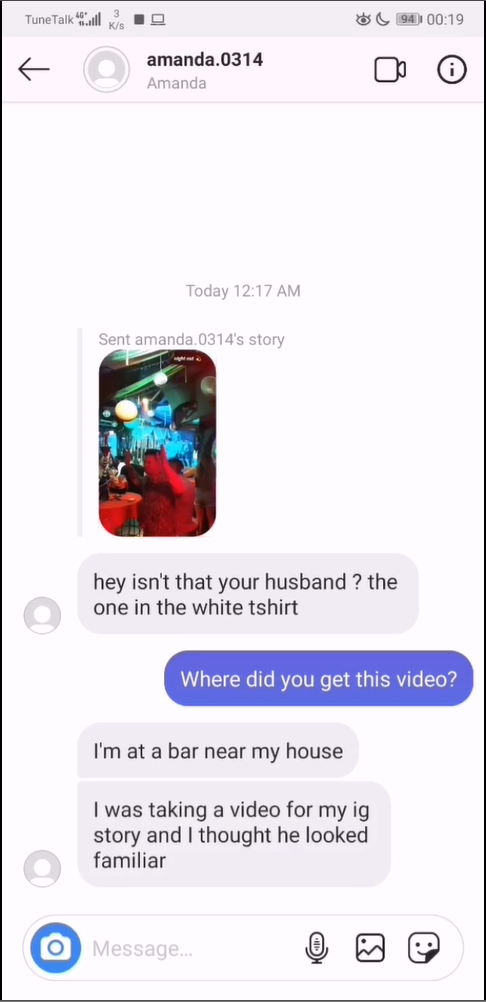 TuneTalk 4G+ 3 K/s 94 00:19
amanda.0314
Amanda
Today 12:17 AM
Sent amanda.0314's story
night out
hey isn't that your husband ? the
one in the white tshirt
Where did you get this video?
I'm at a bar near my house
I was taking a video for my ig
story and I thought he looked
familiar
Message...